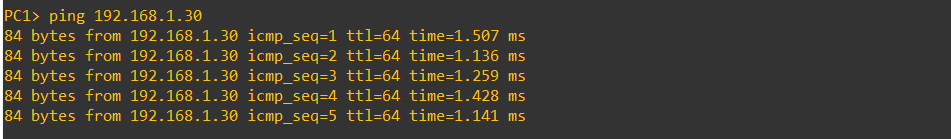 PC1> ping 192.168.1.30
84 bytes from 192.168.1.30 icmp_seq=1 ttl=64 time=1.507 ms
84 bytes from 192.168.1.30 icmp_seq=2 ttl=64 time=1.136 ms
84 bytes from 192.168.1.30 icmp_seq=3 ttl=64 time=1.259 ms
84 bytes from 192.168.1.30 icmp_seq=4 ttl=64 time=1.428 ms
84 bytes from 192.168.1.30 icmp_seq=5 ttl=64 time=1.141 ms